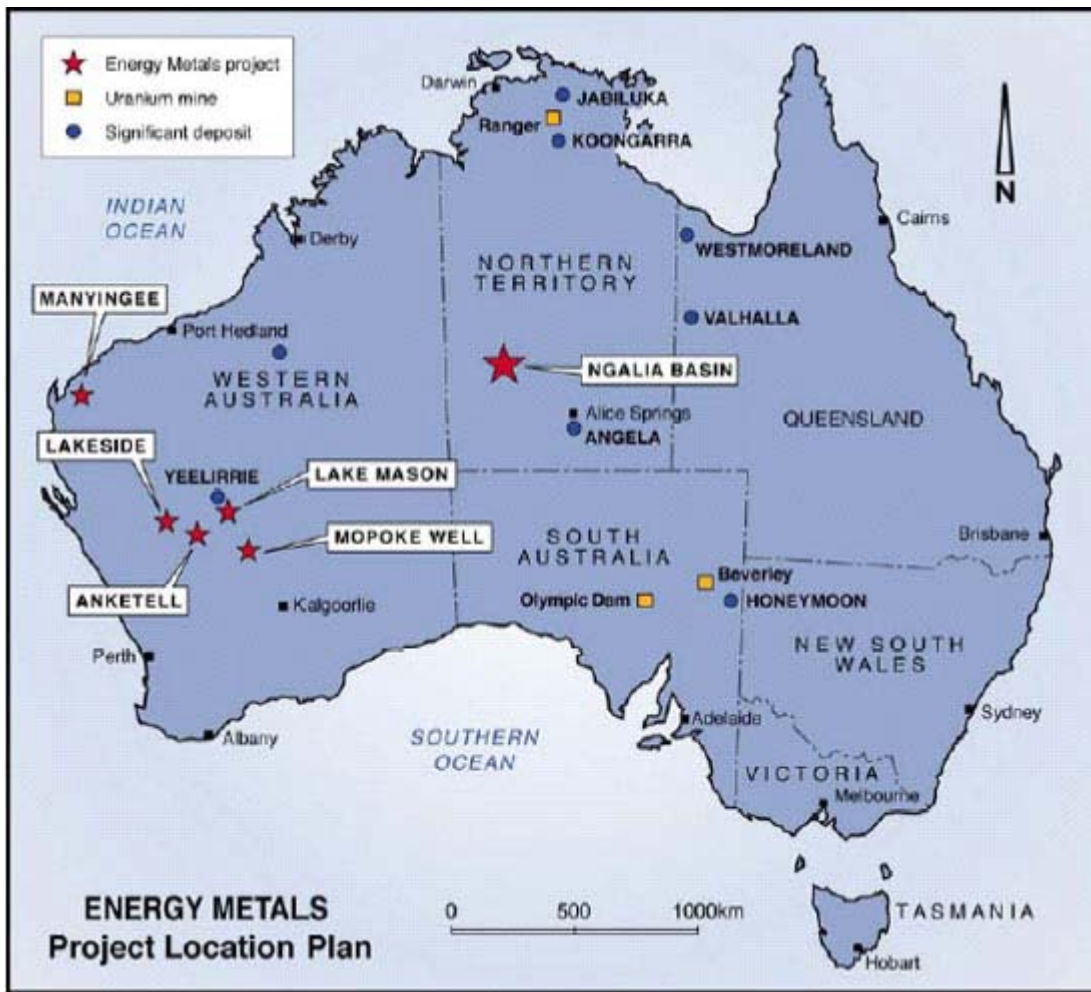 Energy Metals project
Uranium mine
Significant deposit
Darwin
JABILUKA
Ranger
KOONGARRA
N
INDIAN
OCEAN
Derby
Cairns
WESTMORELAND
NORTHERN
TERRITORY
MANYINGEE
Port Hedland
VALHALLA
WESTERN
AUSTRALIA
NGALIA BASIN
Alice Springs
ANGELA
QUEENSLAND
LAKESIDE
YEELIRRIE
LAKE MASON
MOPOKE WELL
SOUTH
AUSTRALIA
Brisbane
ANKETELL
Kalgoorlie
Beverley
Olympic Dam
HONEYMOON
NEW SOUTH
WALES
Perth
Albany
SOUTHERN
OCEAN
Adelaide
Sydney
VICTORIA
Melbourne
ENERGY METALS
Project Location Plan
0 500 1000km
TASMANIA
Hobart